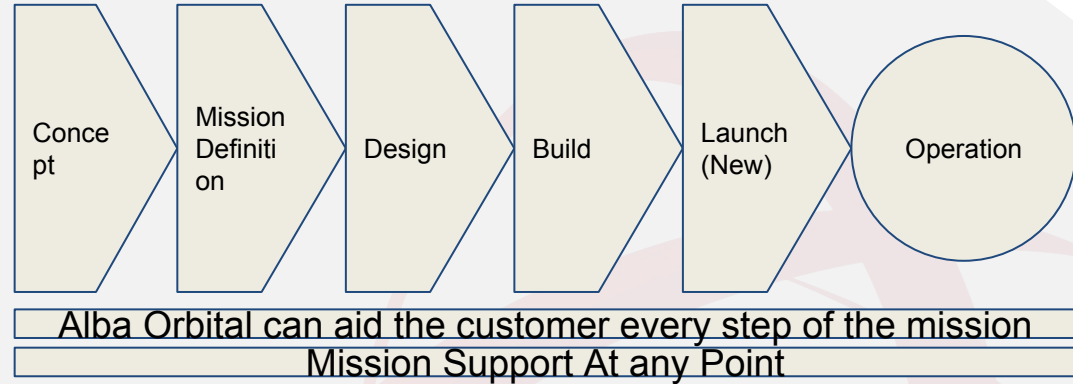 Conce
pt
Mission
Definiti
on
Design
Build
Launch
(New)
Operation
Alba Orbital can aid the customer every step of the mission
Mission Support At any Point